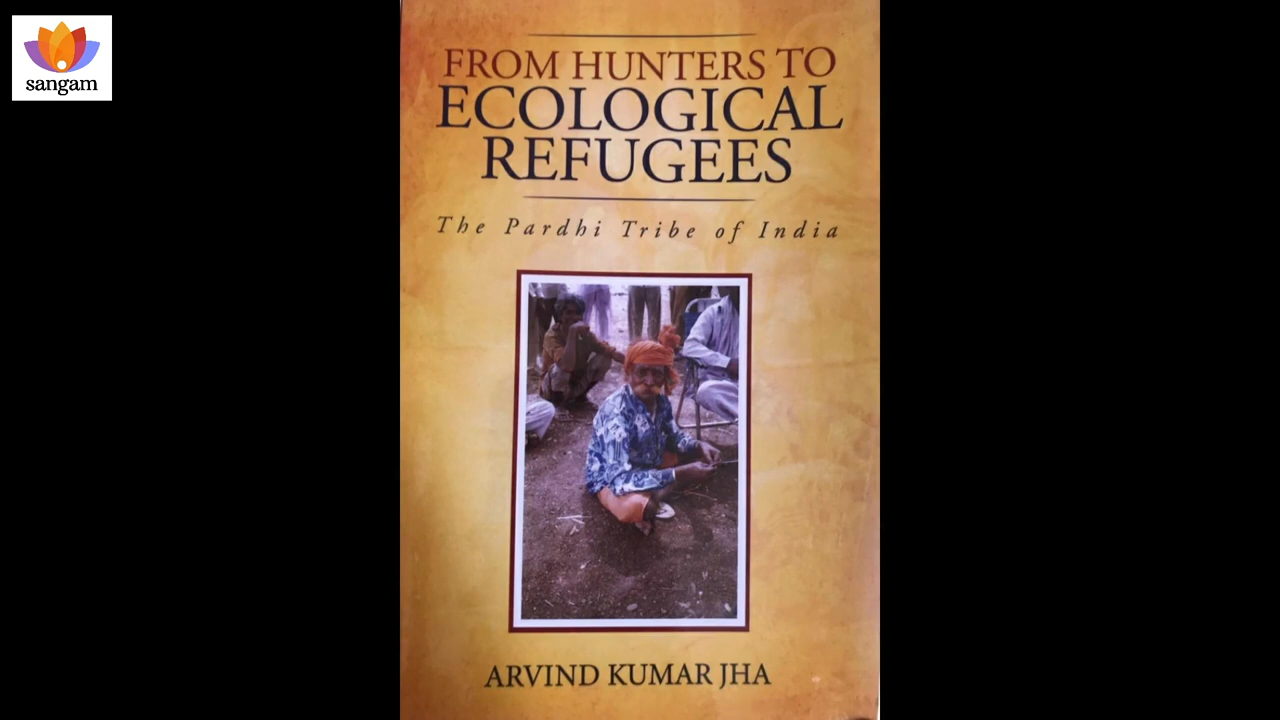 sangam
FROM HUNTERS TO
ECOLOGICAL
REFUGEES
The Pardhi Tribe of India
ARVIND KUMAR JHA